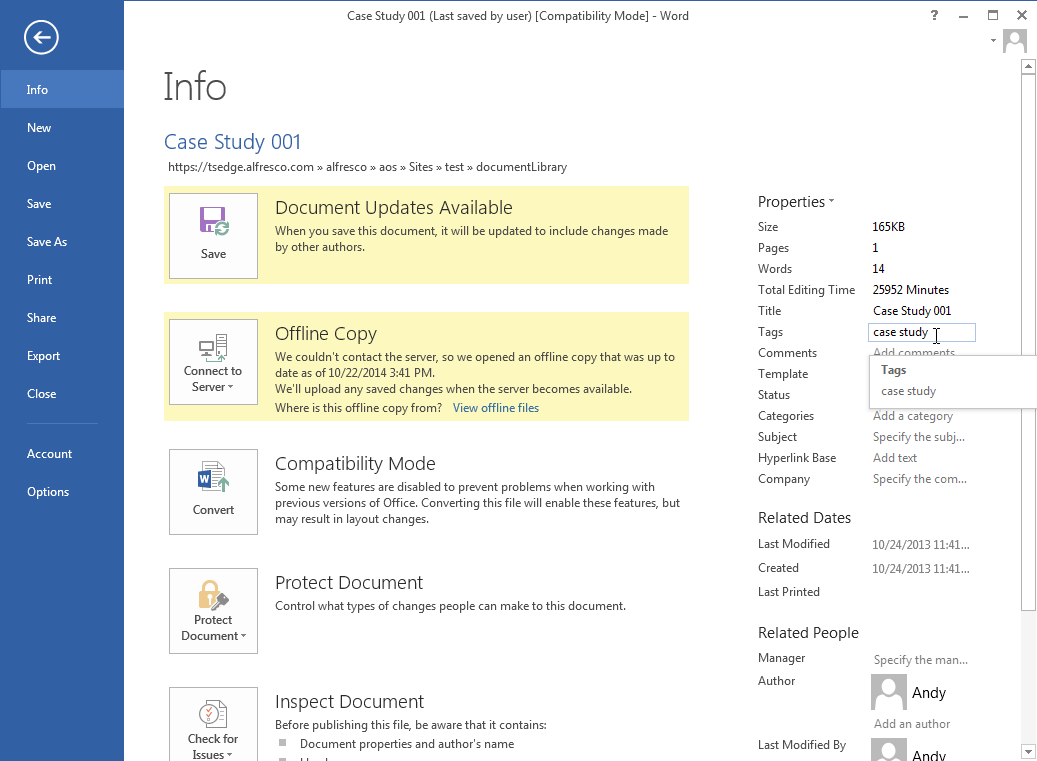 Case Study 001 (Last saved by user) [Compatibility Mode] - Word
?
Info
New
Open
Save
Save As
Print
Share
Export
Close
Account
Options
Info
Case Study 001
https://tsedge.alfresco.com » alfresco » aos » Sites » test » documentLibrary
Save
Document Updates Available
When you save this document, it will be updated to include changes made
by other authors.
Connect to
Server
Offline Copy
We couldn't contact the server, so we opened an offline copy that was up to
date as of 10/22/2014 3:41 PM.
We'll upload any saved changes when the server becomes available.
Where is this offline copy from? View offline files
Convert
Compatibility Mode
Some new features are disabled to prevent problems when working with
previous versions of Office. Converting this file will enable these features, but
may result in layout changes.
Protect
Document
Protect Document
Control what types of changes people can make to this document.
Check for
Issues
Inspect Document
Before publishing this file, be aware that it contains:
Document properties and author's name
Properties
Size 165KB
Pages 1
Words 14
Total Editing Time 25952 Minutes
Title Case Study 001
Tags case study
Comments Add comments
Tags
case study
Template
Status
Categories Add a category
Subject Specify the subj...
Hyperlink Base Add text
Company Specify the com...
Related Dates
Last Modified 10/24/2013 11:41...
Created 10/24/2013 11:41...
Last Printed
Related People
Manager Specify the man...
Author Andy
Add an author
Last Modified By Andy